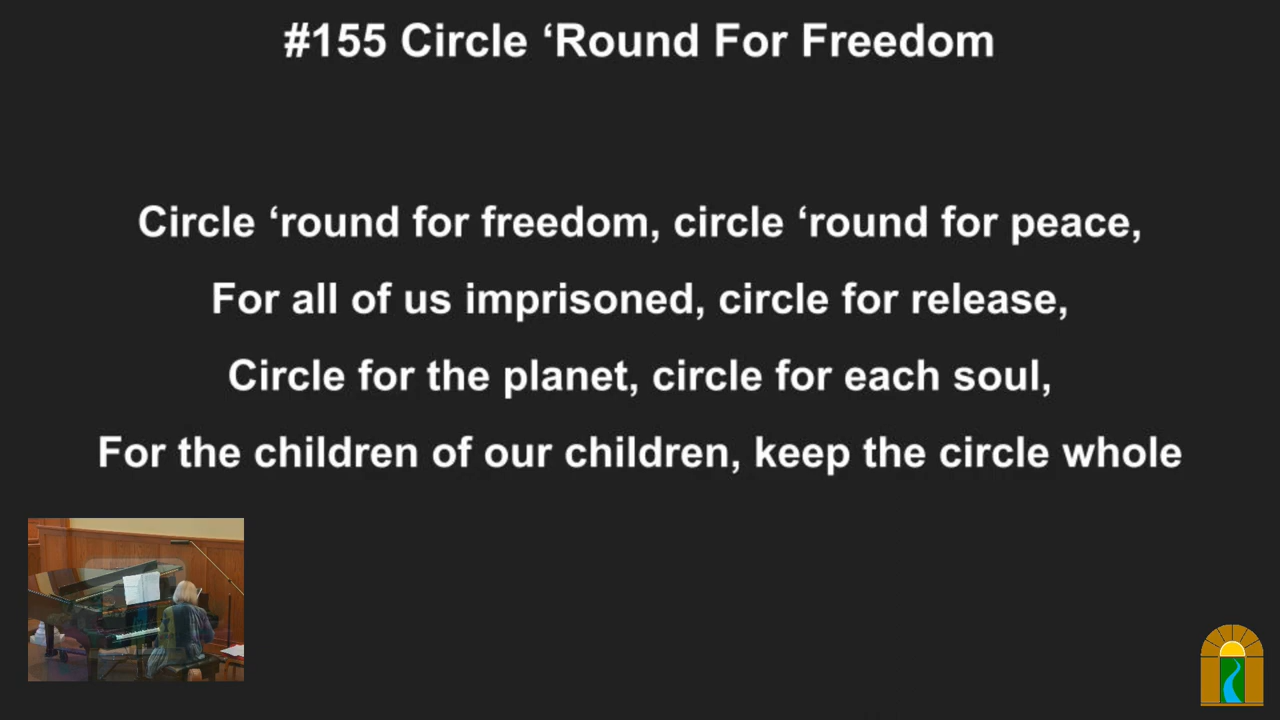 #155 Circle ‘Round For Freedom
Circle ‘round for freedom, circle ‘round for peace,
For all of us imprisoned, circle for release,
Circle for the planet, circle for each soul,
For the children of our children, keep the circle whole